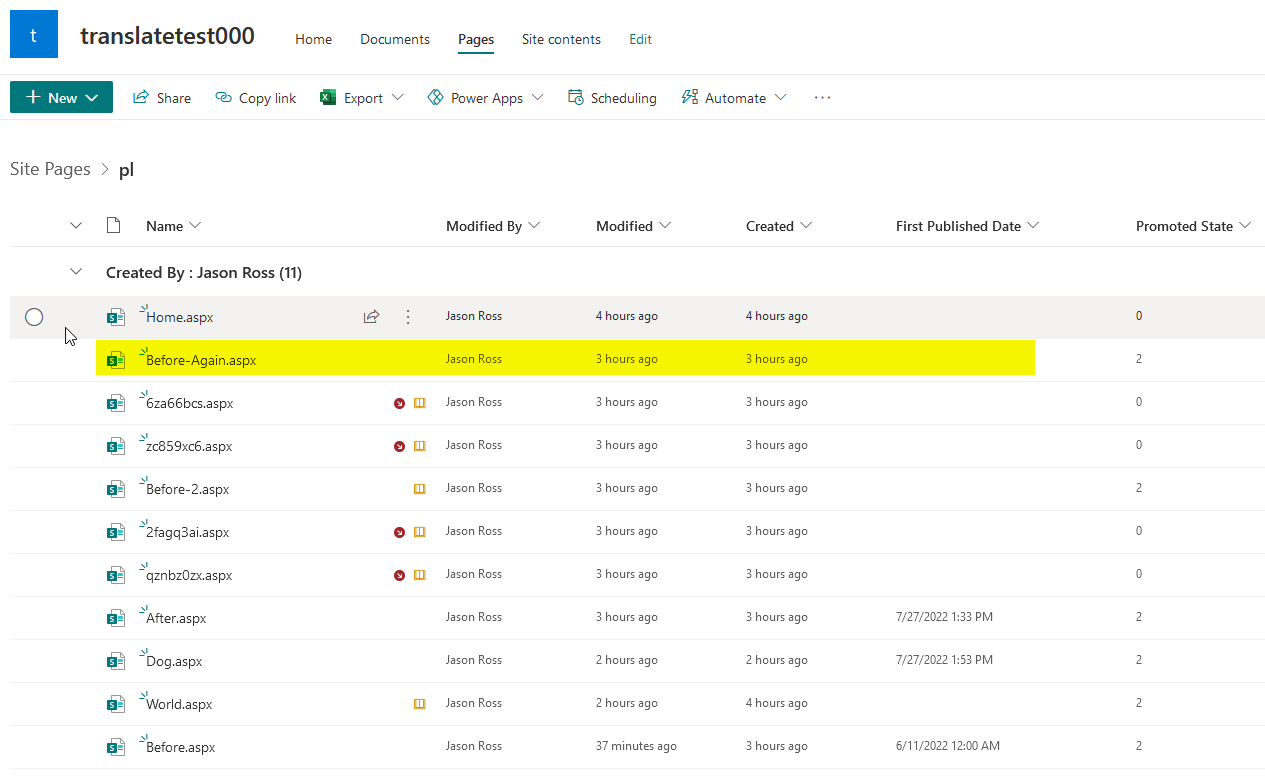 t translatetest000 Home Documents Pages Site contents Edit
New Share Copy link Export Power Apps Scheduling Automate ···
Site Pages > pl
Name Modified By Modified Created First Published Date Promoted State
Created By : Jason Ross (11)
Home.aspx Jason Ross 4 hours ago 4 hours ago 0
Before-Again.aspx Jason Ross 3 hours ago 3 hours ago 2
6za66bcs.aspx Jason Ross 3 hours ago 3 hours ago 0
zc859xc6.aspx Jason Ross 3 hours ago 3 hours ago 0
Before-2.aspx Jason Ross 3 hours ago 3 hours ago 2
2fagq3ai.aspx Jason Ross 3 hours ago 3 hours ago 0
qznbz0zx.aspx Jason Ross 3 hours ago 3 hours ago 0
After.aspx Jason Ross 3 hours ago 3 hours ago 7/27/2022 1:33 PM 2
Dog.aspx Jason Ross 2 hours ago 2 hours ago 7/27/2022 1:53 PM 2
World.aspx Jason Ross 2 hours ago 4 hours ago 2
Before.aspx Jason Ross 37 minutes ago 3 hours ago 6/11/2022 12:00 AM 2